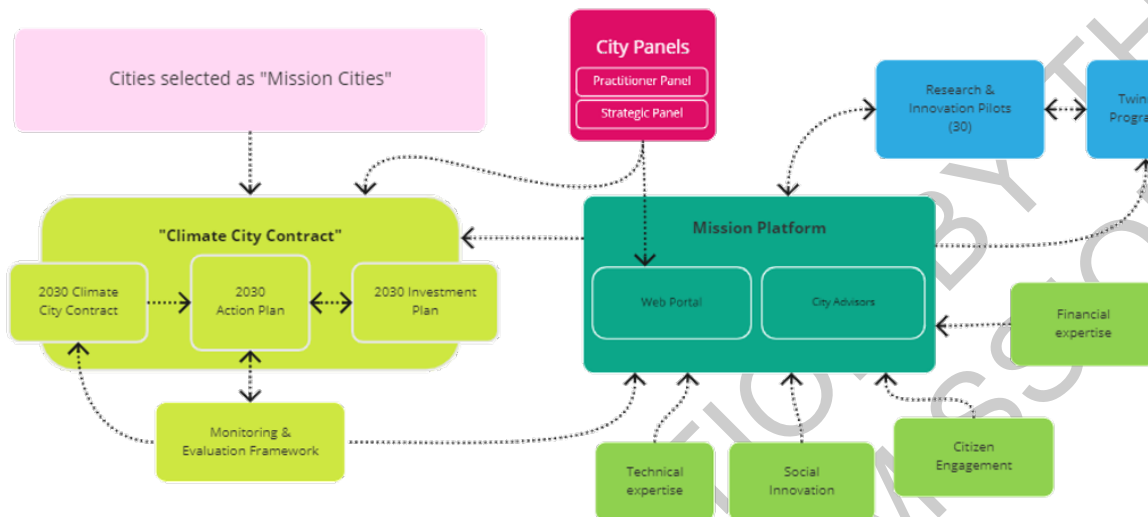 Cities selected as "Mission Cities"
City Panels
Practitioner Panel
Strategic Panel
Research &
Innovation Pilots
(30)
"Climate City Contract"
2030 Climate
City Contract
2030
Action Plan
2030 Investment
Plan
Mission Platform
Web Portal
City Advisors
Financial
expertise
Monitoring &
Evaluation Framework
Technical
expertise
Social
Innovation
Citizen
Engagement
BY TH